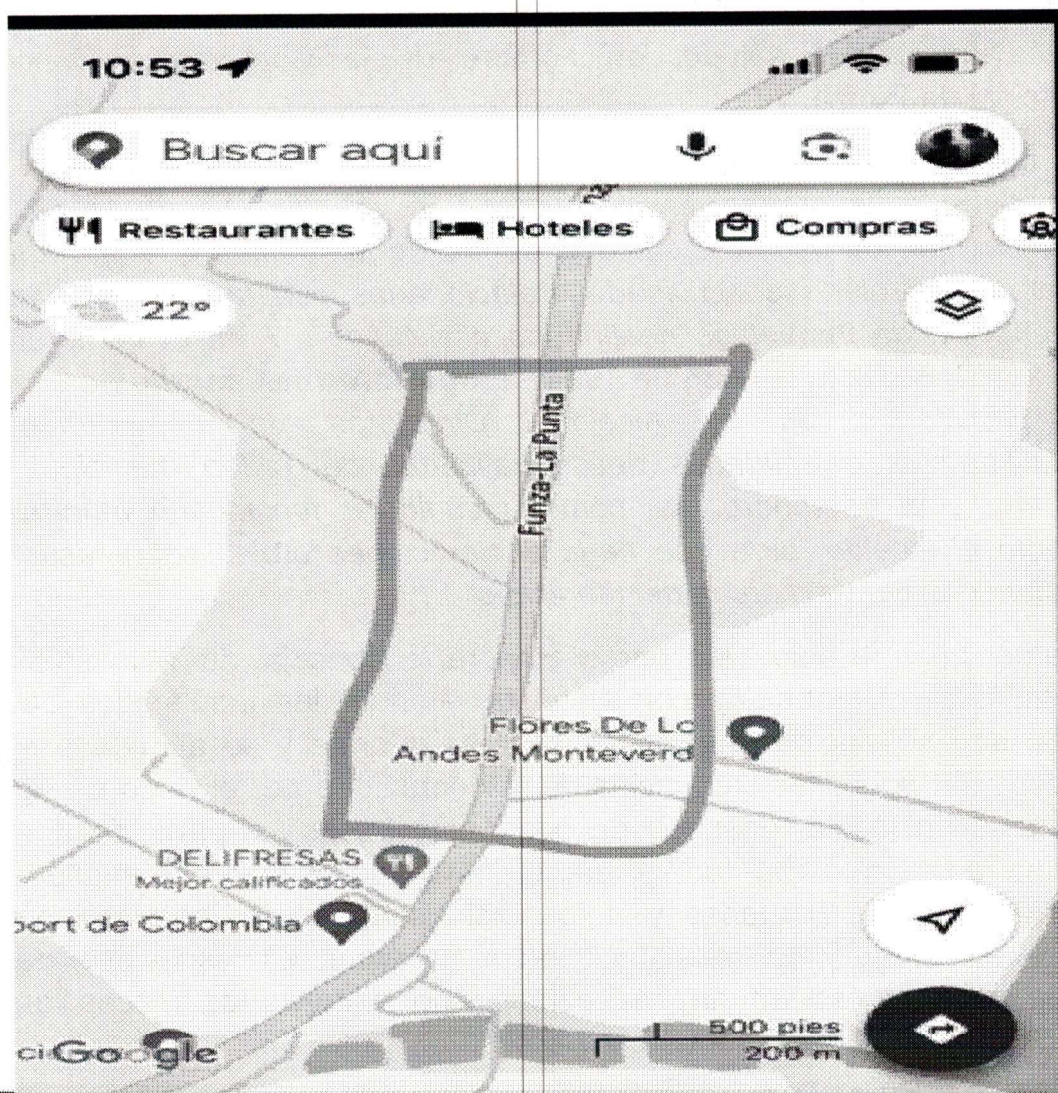 10:53
Buscar aquí
Restaurantes Hoteles Compras
22°
Funza-La Punta
Flores De Lo
Andes Monteverd
DELIFRESAS
Mejor calificados
port de Colombia
500 pies
200 m
ci Google